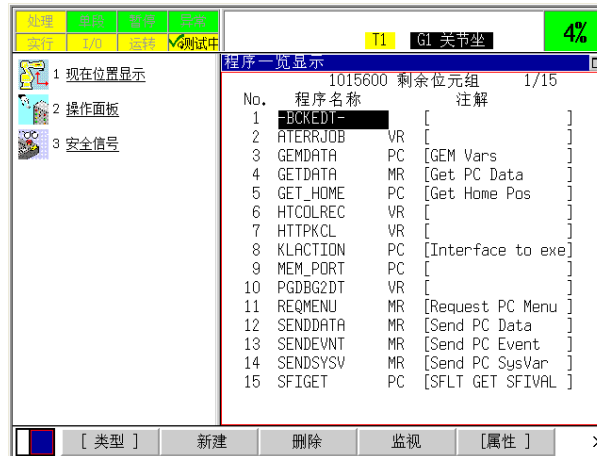 处理
实行 I/O 运转 测试中
T1 G1 关节坐 4%
1 现在位置显示
2 操作面板
3 安全信号
程序一览显示
1015600 剩余位元组 1/15
No. 程序名称 注解
1 -BCKEDT- [ ]
2 ATERRJOB VR [ ]
3 GEMDATA PC [GEM Vars ]
4 GETDATA MR [Get PC Data ]
5 GET_HOME PC [Get Home Pos ]
6 HTCOLREC VR [ ]
7 HTTPKCL VR [ ]
8 KLACTION PC [Interface to exe]
9 MEM_PORT PC [ ]
10 PGDBG2DT VR [ ]
11 REQMENU MR [Request PC Menu ]
12 SENDDATA MR [Send PC Data ]
13 SENDEVNT MR [Send PC Event ]
14 SENDSYSV MR [Send PC SysVar ]
15 SFIGET PC [SFLT GET SFIVAL ]
[ 类型 ] 新建 删除 监视 [属性 ] >